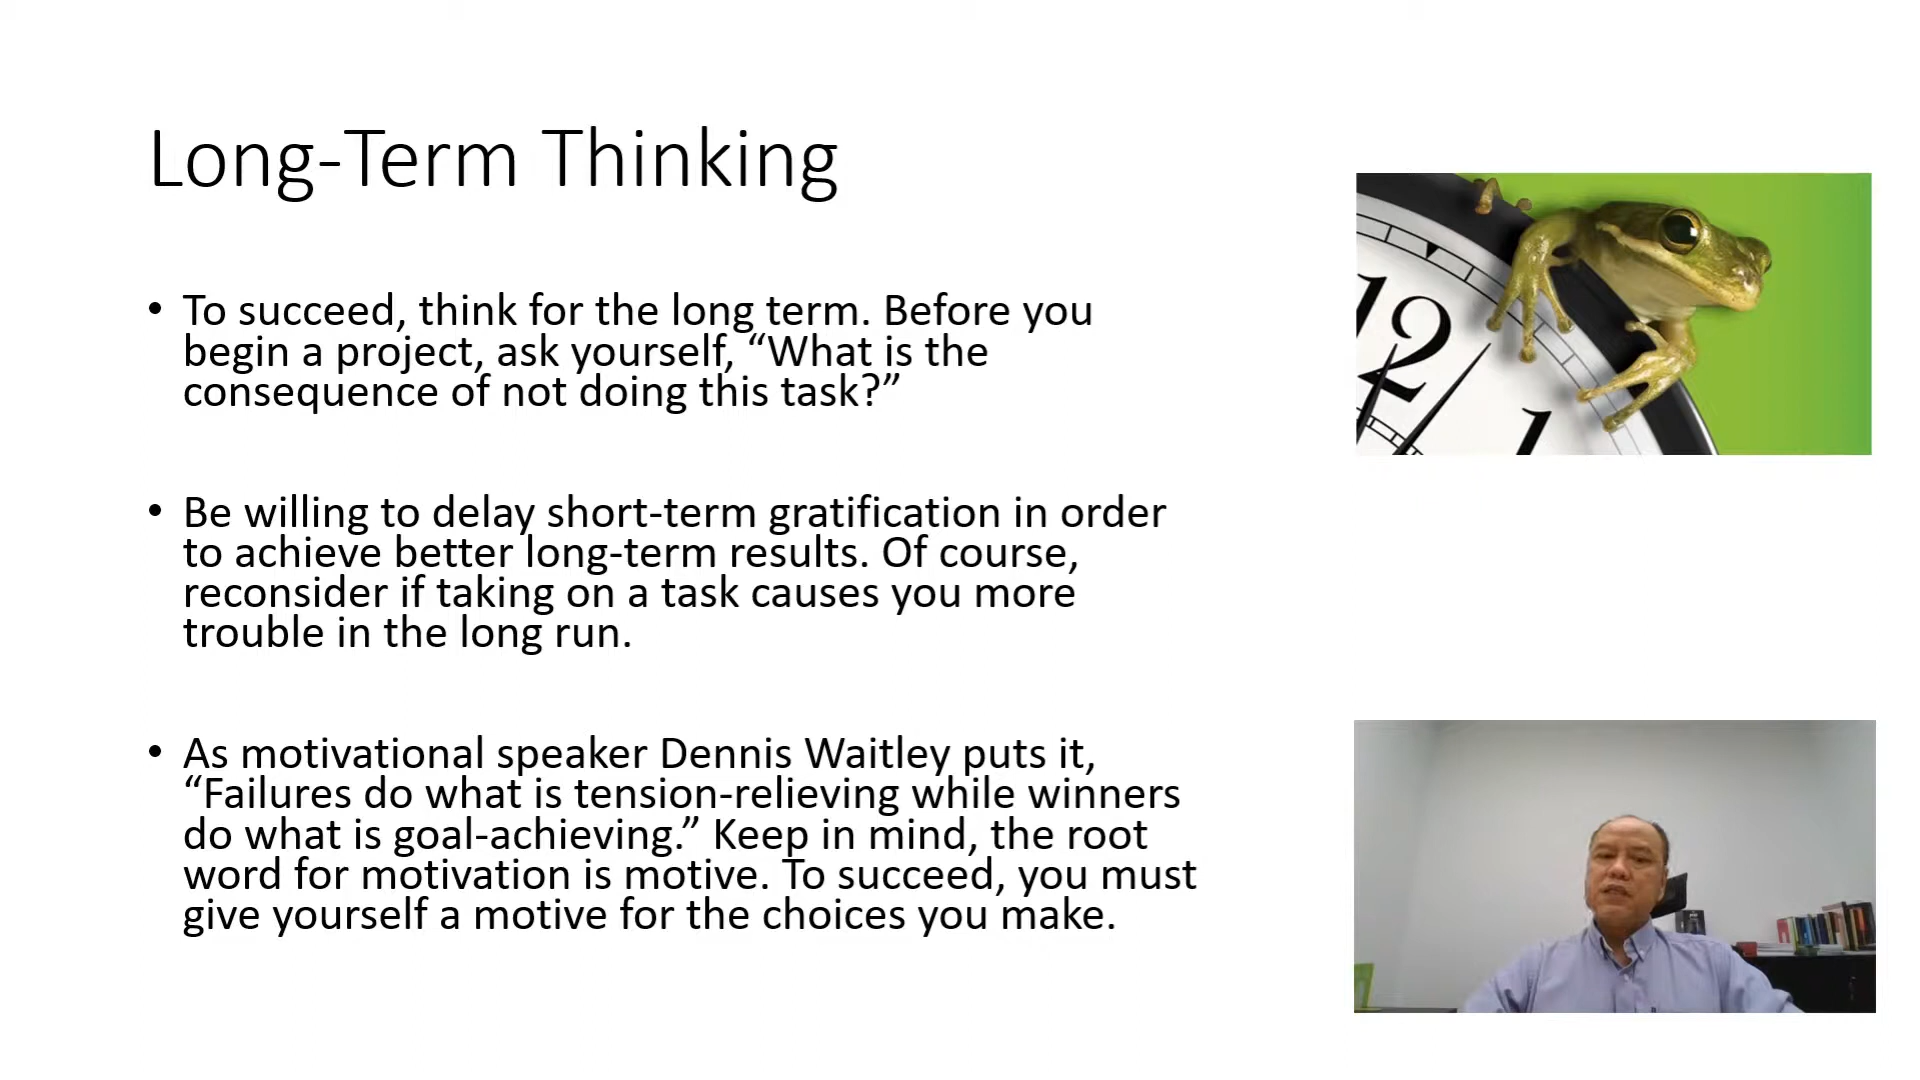 Long-Term Thinking
• To succeed, think for the long term. Before you
begin a project, ask yourself, “What is the
consequence of not doing this task?”
• Be willing to delay short-term gratification in order
to achieve better long-term results. Of course,
reconsider if taking on a task causes you more
trouble in the long run.
• As motivational speaker Dennis Waitley puts it,
“Failures do what is tension-relieving while winners
do what is goal-achieving.” Keep in mind, the root
word for motivation is motive. To succeed, you must
give yourself a motive for the choices you make.
12
1